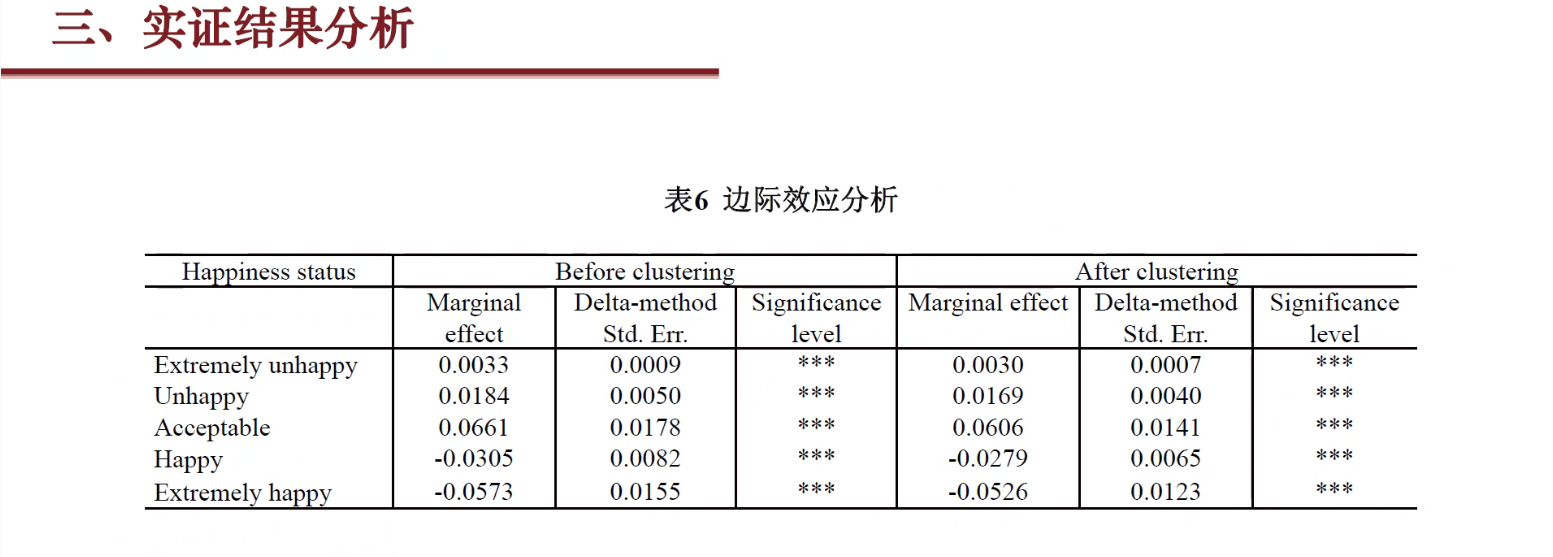 三、实证结果分析
表6 边际效应分析
Happiness status Before clustering After clustering
Marginal effect Delta-method Std. Err. Significance level Marginal effect Delta-method Std. Err. Significance level
Extremely unhappy 0.0033 0.0009 *** 0.0030 0.0007 ***
Unhappy 0.0184 0.0050 *** 0.0169 0.0040 ***
Acceptable 0.0661 0.0178 *** 0.0606 0.0141 ***
Happy -0.0305 0.0082 *** -0.0279 0.0065 ***
Extremely happy -0.0573 0.0155 *** -0.0526 0.0123 ***